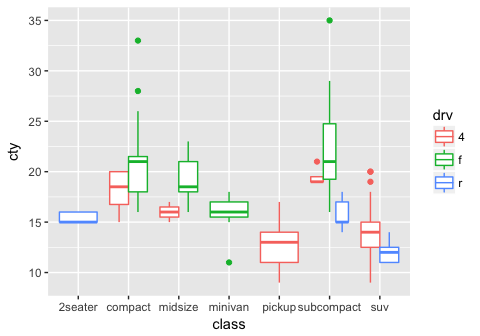 35
30
25
20
15
10
cty
2seater compact midsize minivan pickup subcompact suv
class
drv
4
f
r